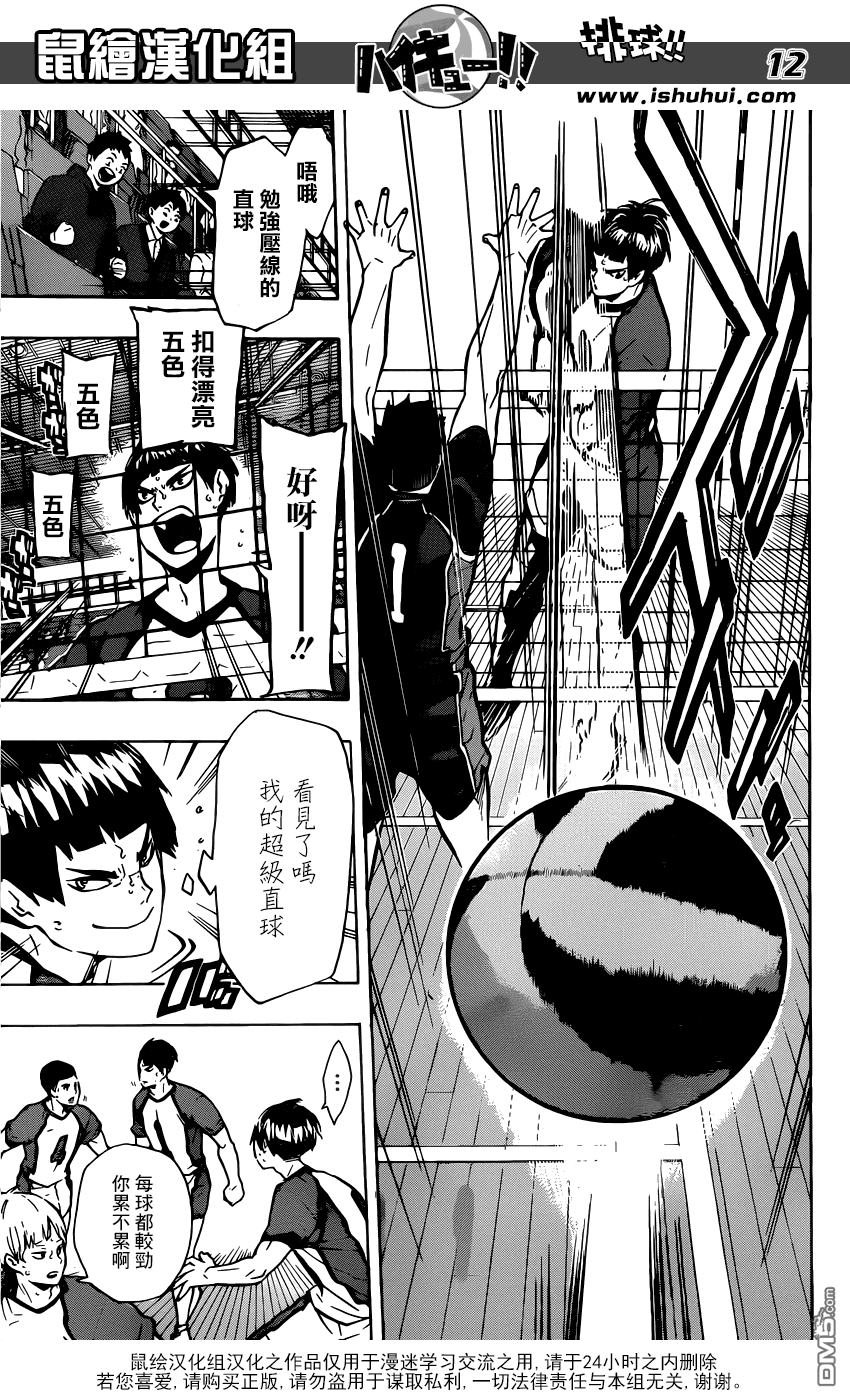 鼠繪漢化組
ハイキュー!!
排球!!
12
www.ishuhui.com
唔哦
勉強壓線的
直球
扣得漂亮
五色
五色
五色
好呀——!!
看見了嗎
我的超級直球
…
每球都較勁
你累不累啊
1
4
DM5.com
鼠绘汉化组汉化之作品仅用于漫迷学习交流之用, 请于24小时之内删除
若您喜爱, 请购买正版, 请勿盗用于谋取私利, 一切法律责任与本组无关, 谢谢。